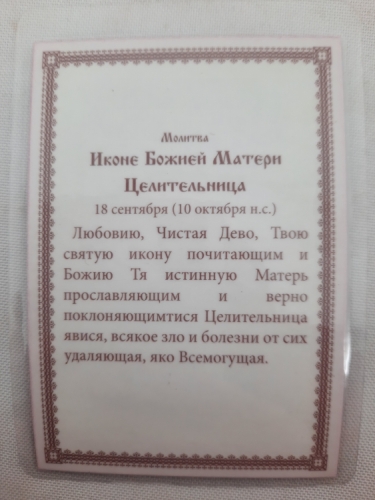 Молитва
Иконе Божией Матери
Целительница
18 сентября (10 октября н.с.)
Любовию, Чистая Дево, Твою
святую икону почитающим и
Божию Тя истинную Матерь
прославляющим и верно
поклоняющимтися Целительница
явися, всякое зло и болезни от сих
удаляющая, яко Всемогущая.